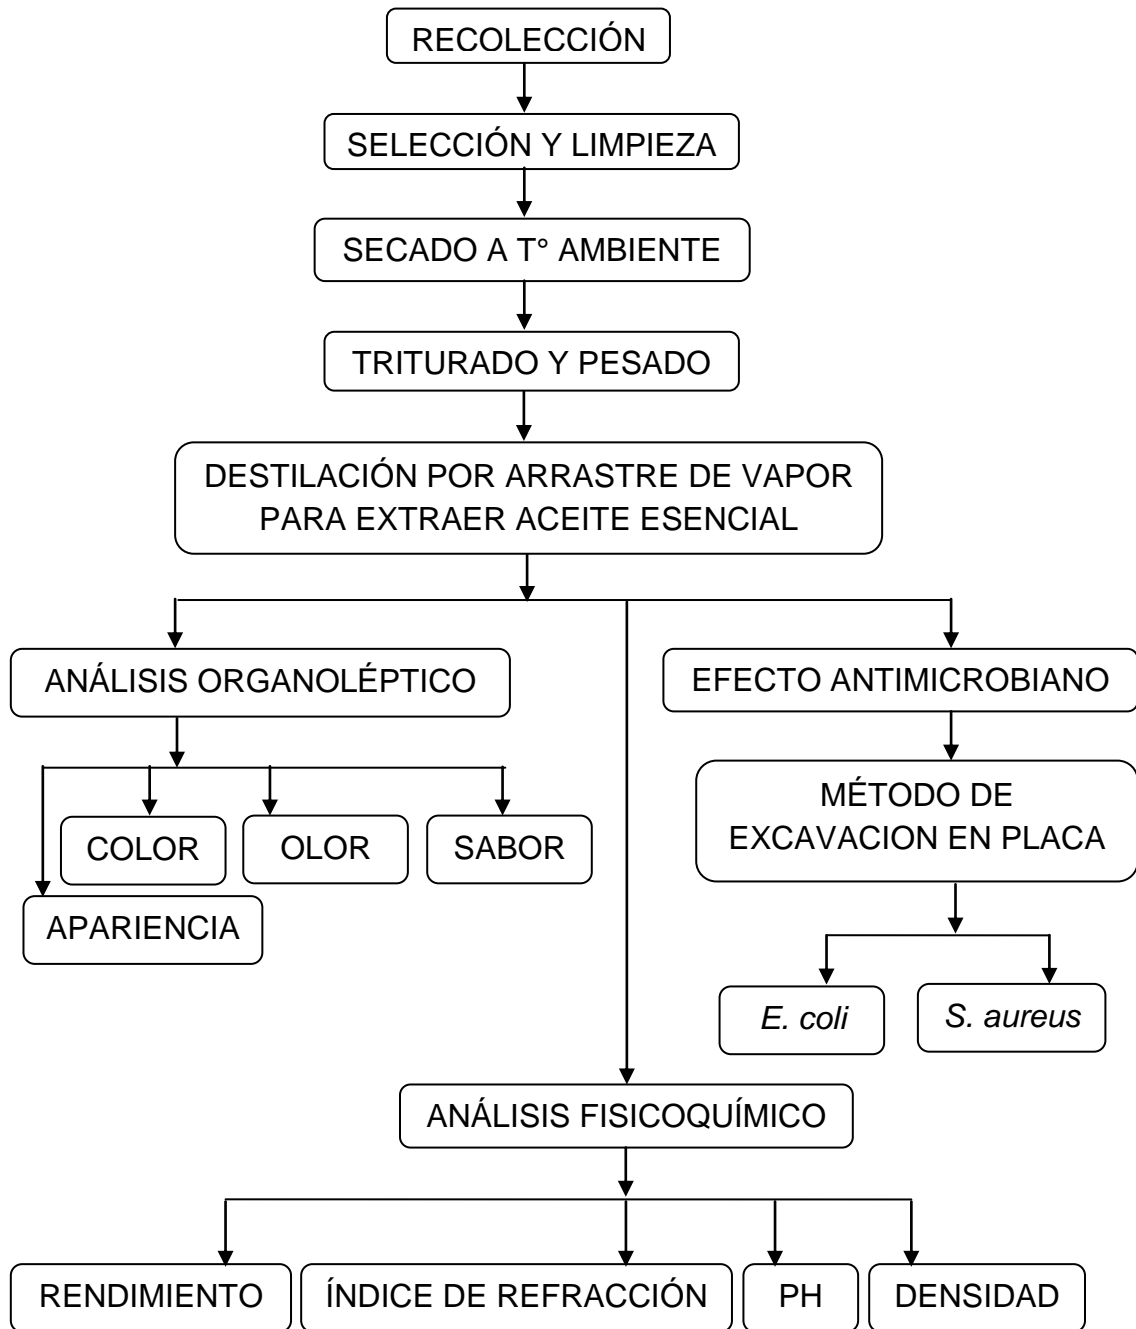 RECOLECCIÓN
SELECCIÓN Y LIMPIEZA
SECADO A T° AMBIENTE
TRITURADO Y PESADO
DESTILACIÓN POR ARRASTRE DE VAPOR
PARA EXTRAER ACEITE ESENCIAL
ANÁLISIS ORGANOLÉPTICO
COLOR
OLOR
SABOR
APARIENCIA
EFECTO ANTIMICROBIANO
MÉTODO DE
EXCAVACION EN PLACA
E. coli
S. aureus
ANÁLISIS FISICOQUÍMICO
RENDIMIENTO
ÍNDICE DE REFRACCIÓN
PH
DENSIDAD